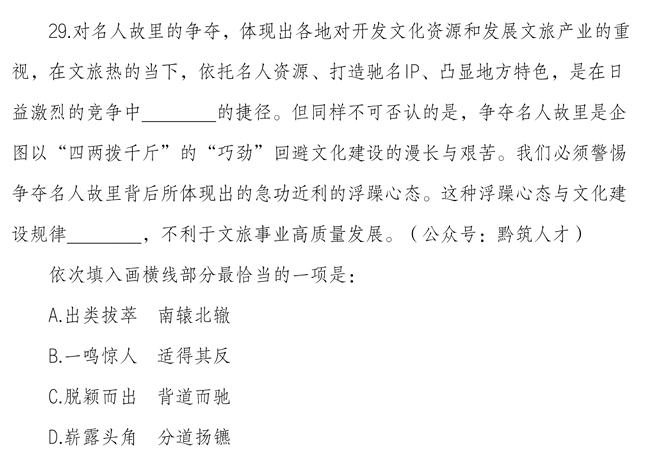 29.对名人故里的争夺，体现出各地对开发文化资源和发展文旅产业的重
视，在文旅热的当下，依托名人资源、打造驰名IP、凸显地方特色，是在日
益激烈的竞争中________的捷径。但同样不可否认的是，争夺名人故里是企
图以“四两拨千斤”的“巧劲”回避文化建设的漫长与艰苦。我们必须警惕
争夺名人故里背后所体现出的急功近利的浮躁心态。这种浮躁心态与文化建
设规律________，不利于文旅事业高质量发展。（公众号：黔筑人才）
依次填入画横线部分最恰当的一项是：
A.出类拔萃　南辕北辙
B.一鸣惊人　适得其反
C.脱颖而出　背道而驰
D.崭露头角　分道扬镳